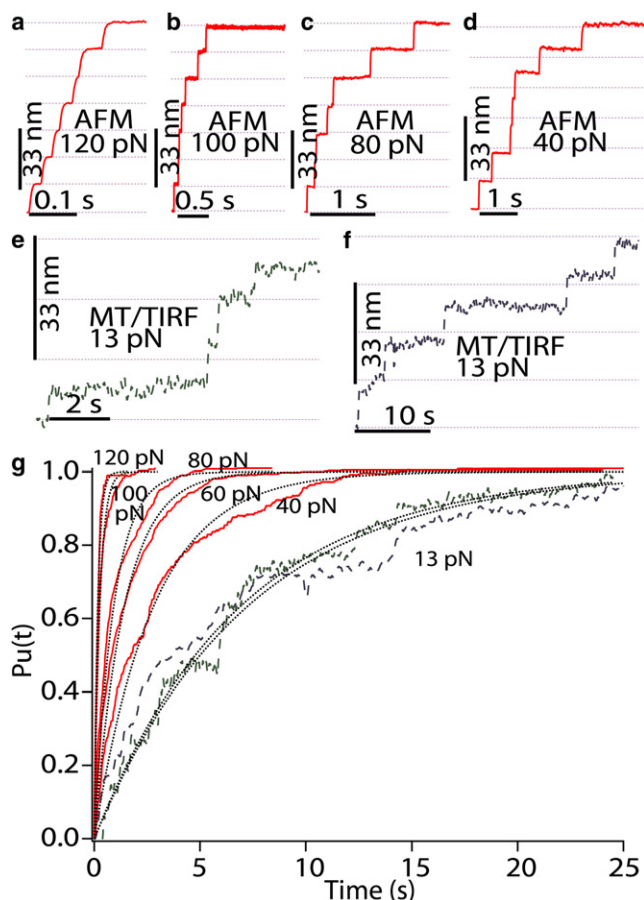 a
b
c
d
AFM
120 pN
33 nm
0.1 s
AFM
100 pN
33 nm
0.5 s
AFM
80 pN
33 nm
1 s
AFM
40 pN
33 nm
1 s
e
f
33 nm
MT/TIRF
13 pN
2 s
33 nm
MT/TIRF
13 pN
10 s
g
120 pN
100
pN
80 pN
60 pN
40 pN
13 pN
1.0
0.8
0.6
0.4
0.2
0.0
Pu(t)
0
5
10
15
20
25
Time (s)